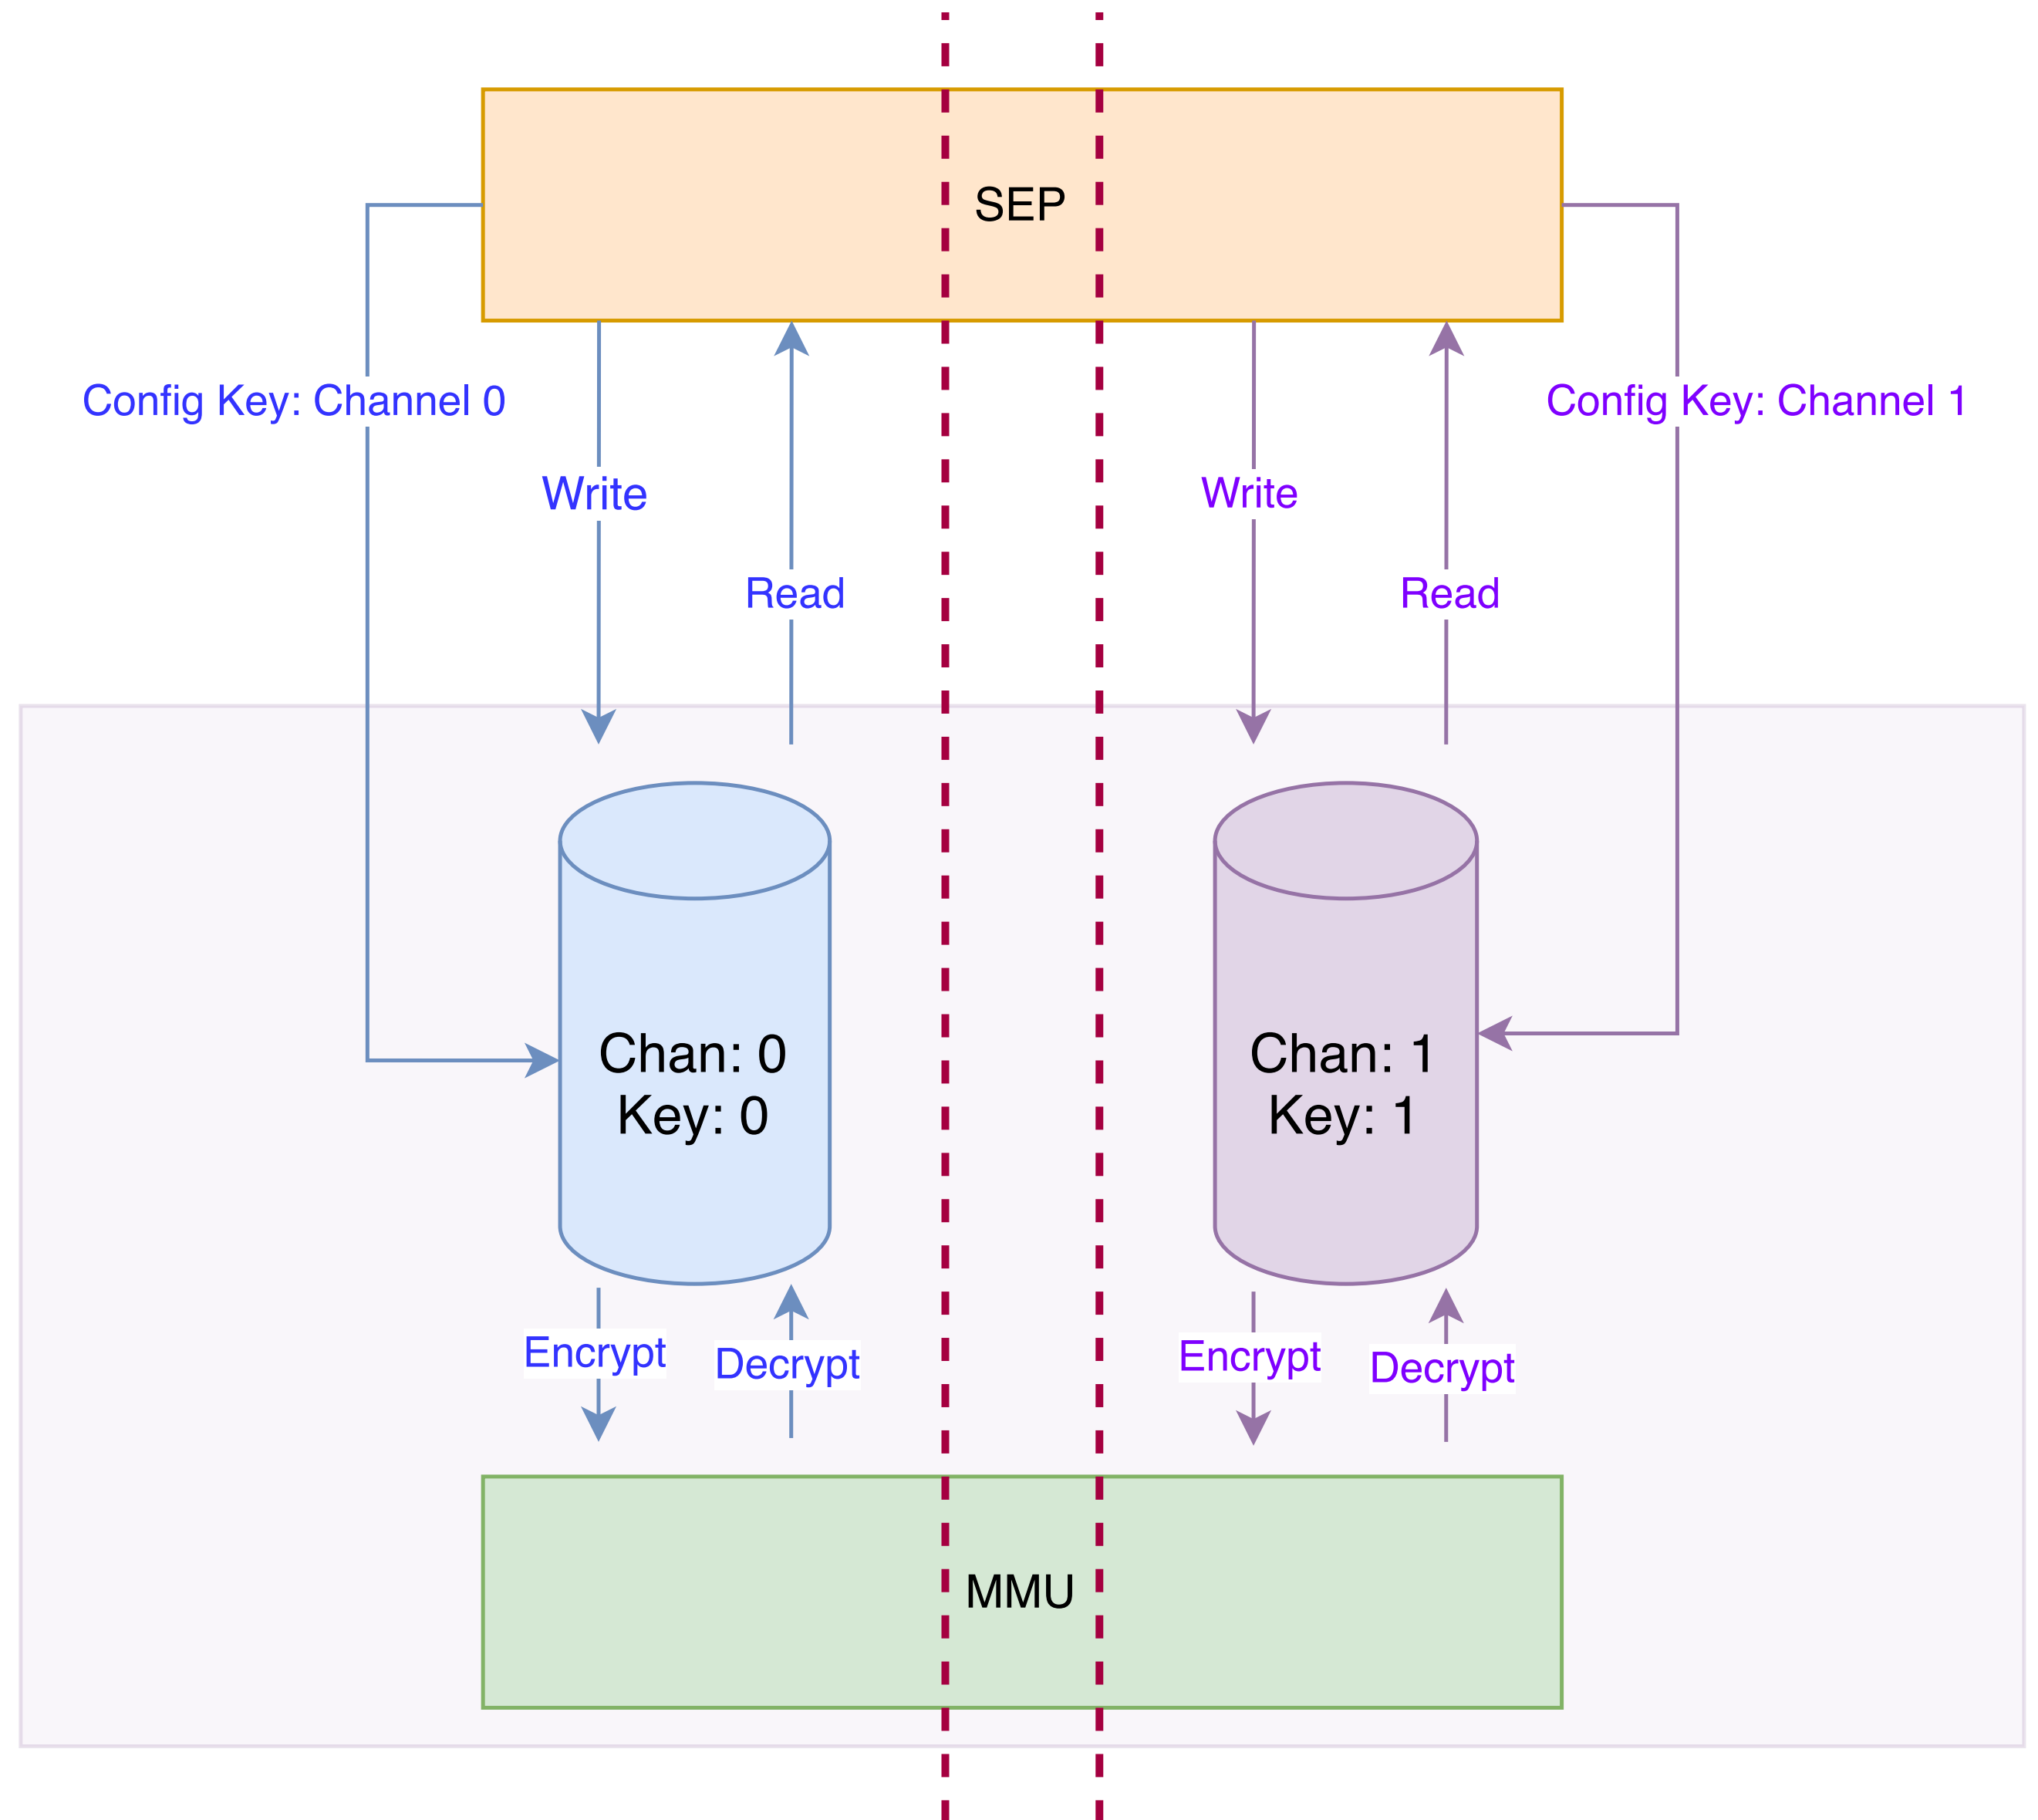 SEP
Config Key: Channel 0
Config Key: Channel 1
Write
Write
Read
Read
Chan: 0
Key: 0
Chan: 1
Key: 1
Encrypt
Decrypt
Encrypt
Decrypt
MMU